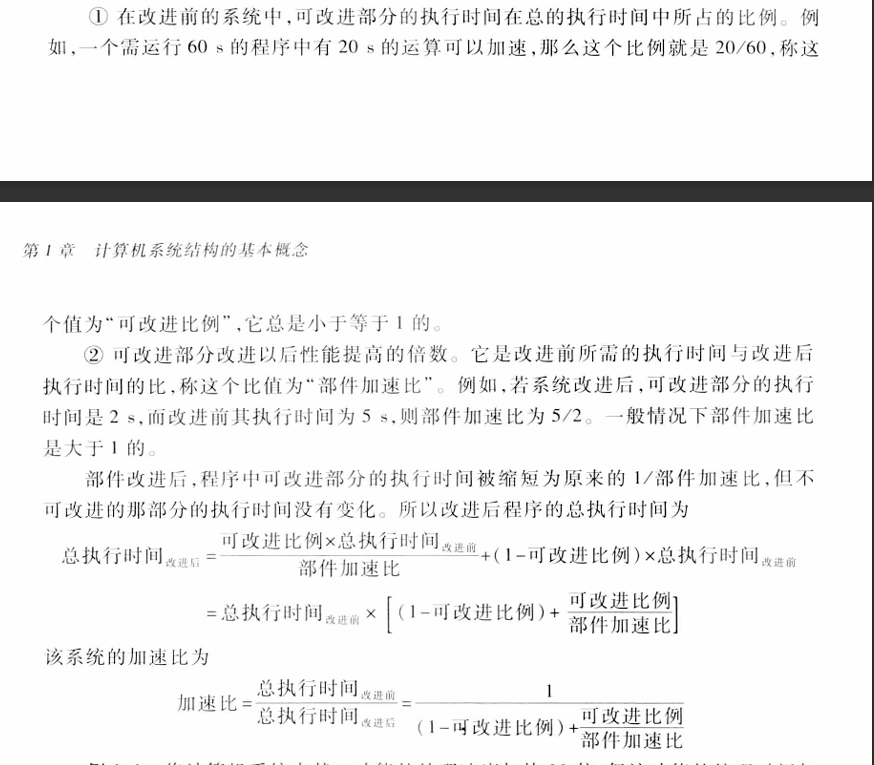 ① 在改进前的系统中,可改进部分的执行时间在总的执行时间中所占的比例。例
如,一个需运行 60 s 的程序中有 20 s 的运算可以加速,那么这个比例就是 20/60,称这
第 1 章 计算机系统结构的基本概念
个值为“可改进比例”,它总是小于等于 1 的。
② 可改进部分改进以后性能提高的倍数。它是改进前所需的执行时间与改进后
执行时间的比,称这个比值为“部件加速比”。例如,若系统改进后,可改进部分的执行
时间是 2 s,而改进前其执行时间为 5 s,则部件加速比为 5/2。一般情况下部件加速比
是大于 1 的。
部件改进后,程序中可改进部分的执行时间被缩短为原来的 1/部件加速比,但不
可改进的那部分的执行时间没有变化。所以改进后程序的总执行时间为
总执行时间改进后 = 可改进比例×总执行时间改进前 / 部件加速比 +(1-可改进比例)×总执行时间改进前
= 总执行时间改进前 × [(1-可改进比例)+ 可改进比例 / 部件加速比]
该系统的加速比为
加速比 = 总执行时间改进前 / 总执行时间改进后 = 1 / (1-可改进比例)+ 可改进比例 / 部件加速比